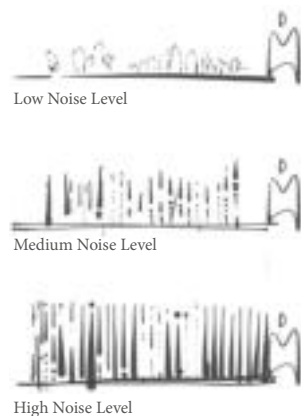 D
Low Noise Level
D
Medium Noise Level
D
High Noise Level